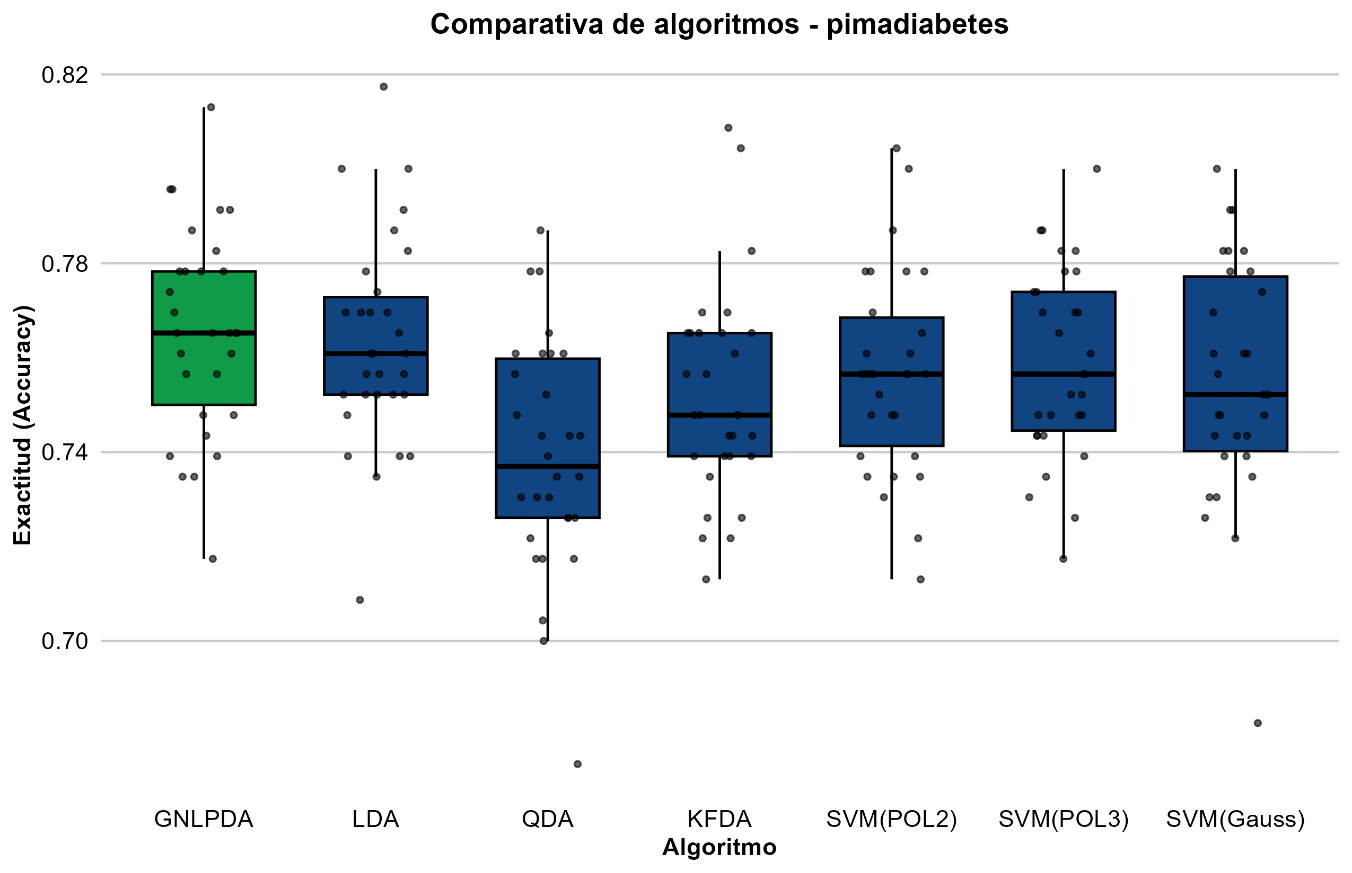 Comparativa de algoritmos - pimadiabetes
Exactitud (Accuracy)
0.82
0.78
0.74
0.70
GNLPDA LDA QDA KFDA SVM(POL2) SVM(POL3) SVM(Gauss)
Algoritmo